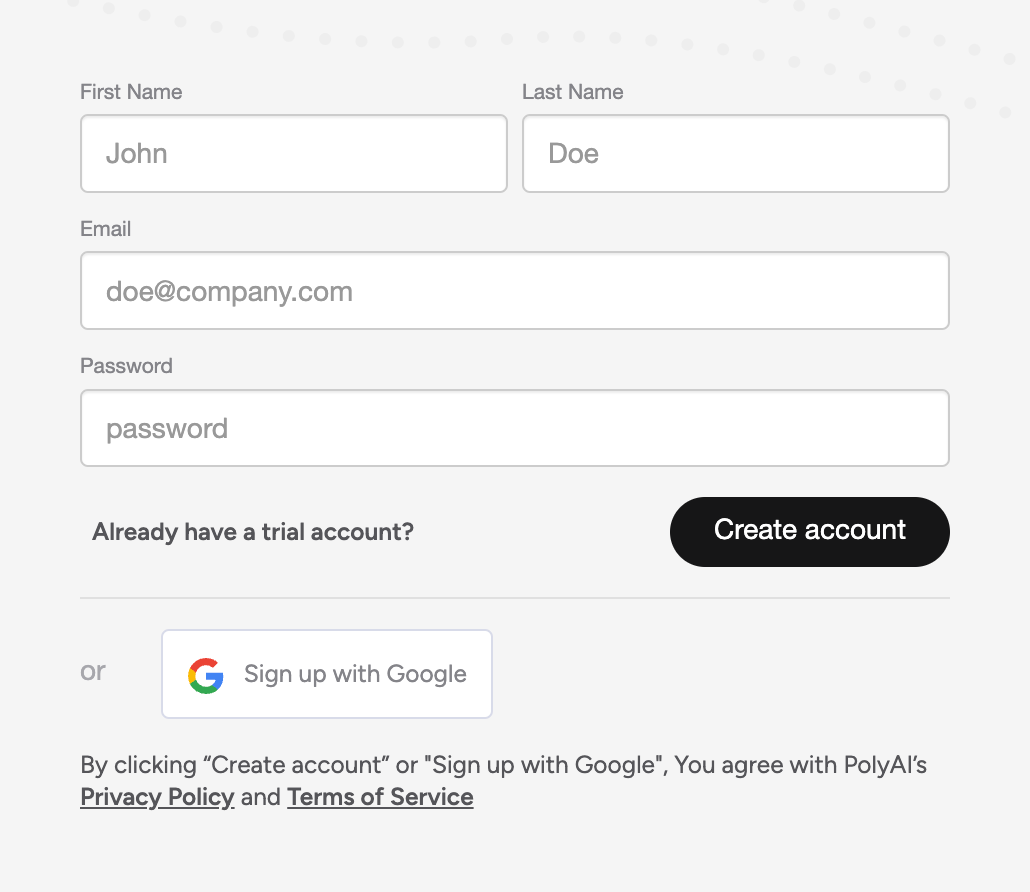 First Name
Last Name
John
Doe
Email
doe@company.com
Password
password
Already have a trial account?
Create account
or
Sign up with Google
By clicking “Create account” or "Sign up with Google", You agree with PolyAI’s
Privacy Policy and Terms of Service